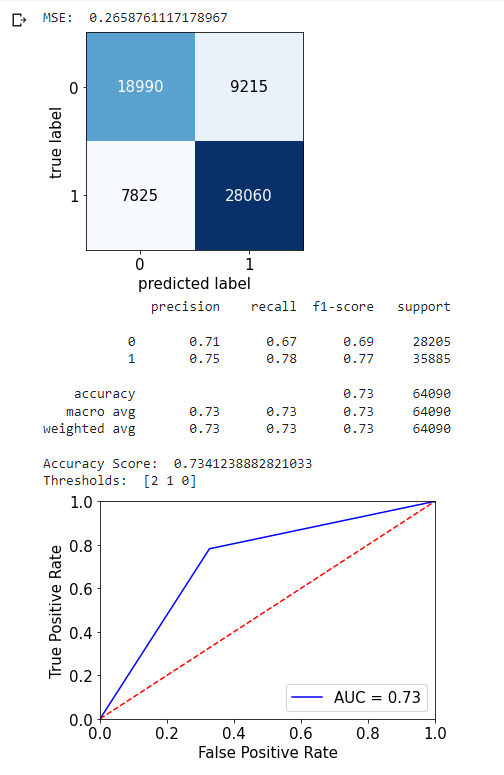 MSE:  0.2658761117178967
0 18990 9215
true label
1 7825 28060
0 1
predicted label
precision recall f1-score support
0 0.71 0.67 0.69 28205
1 0.75 0.78 0.77 35885
accuracy 0.73 64090
macro avg 0.73 0.73 0.73 64090
weighted avg 0.73 0.73 0.73 64090
Accuracy Score:  0.7341238882821033
Thresholds:  [2 1 0]
1.0
0.8
0.6
0.4
0.2
0.0
True Positive Rate
AUC = 0.73
0.0 0.2 0.4 0.6 0.8 1.0
False Positive Rate